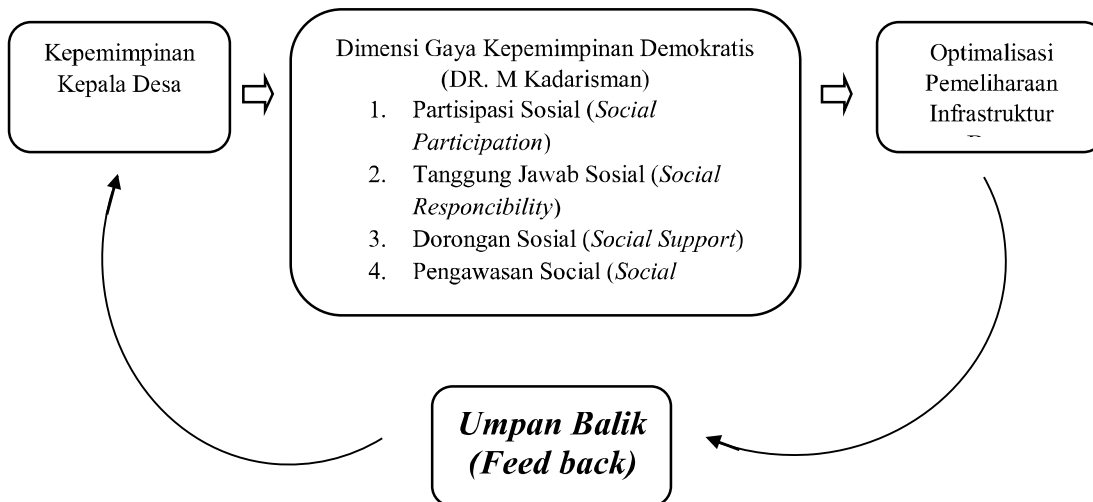 Kepemimpinan
Kepala Desa
Dimensi Gaya Kepemimpinan Demokratis
(DR. M Kadarisman)
1. Partisipasi Sosial (Social
Participation)
2. Tanggung Jawab Sosial (Social
Responcibility)
3. Dorongan Sosial (Social Support)
4. Pengawasan Social (Social
Optimalisasi
Pemeliharaan
Infrastruktur
Umpan Balik
(Feed back)